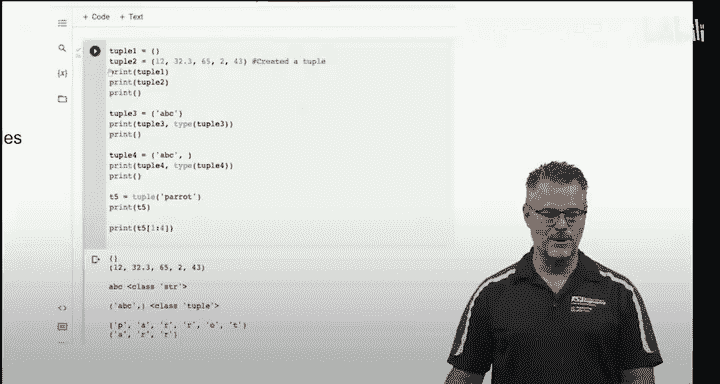 + Code + Text
es
tuple1 = ()
tuple2 = (12, 32.3, 65, 2, 43) #Created a tuple
print(tuple1)
print(tuple2)
print()
tuple3 = ('abc')
print(tuple3, type(tuple3))
print()
tuple4 = ('abc', )
print(tuple4, type(tuple4))
print()
t5 = tuple('parrot')
print(t5)
print(t5[1:4])
()
(12, 32.3, 65, 2, 43)
abc <class 'str'>
('abc',) <class 'tuple'>
('p', 'a', 'r', 'r', 'o', 't')
('a', 'r', 'r')